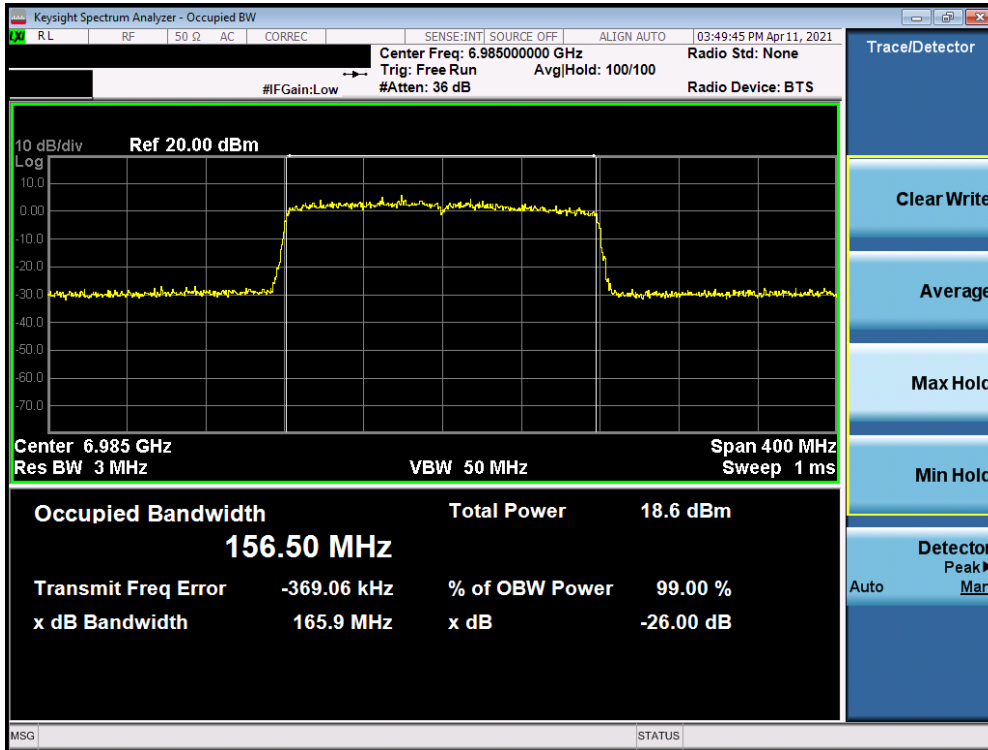 Keysight Spectrum Analyzer - Occupied BW
LXI RL RF 50 Ω AC CORREC SENSE:INT SOURCE OFF ALIGN AUTO 03:49:45 PM Apr 11, 2021
Center Freq: 6.985000000 GHz Radio Std: None
Trig: Free Run Avg|Hold: 100/100
#IFGain:Low #Atten: 36 dB Radio Device: BTS
10 dB/div Ref 20.00 dBm
Log
10.0
0.00
-10.0
-20.0
-30.0
-40.0
-50.0
-60.0
-70.0
Center 6.985 GHz Span 400 MHz
Res BW 3 MHz VBW 50 MHz Sweep 1 ms
Occupied Bandwidth Total Power 18.6 dBm
156.50 MHz
Transmit Freq Error -369.06 kHz % of OBW Power 99.00 %
x dB Bandwidth 165.9 MHz x dB -26.00 dB
Trace/Detector
Clear Write
Average
Max Hold
Min Hold
Detector
Peak
Auto Man
MSG STATUS